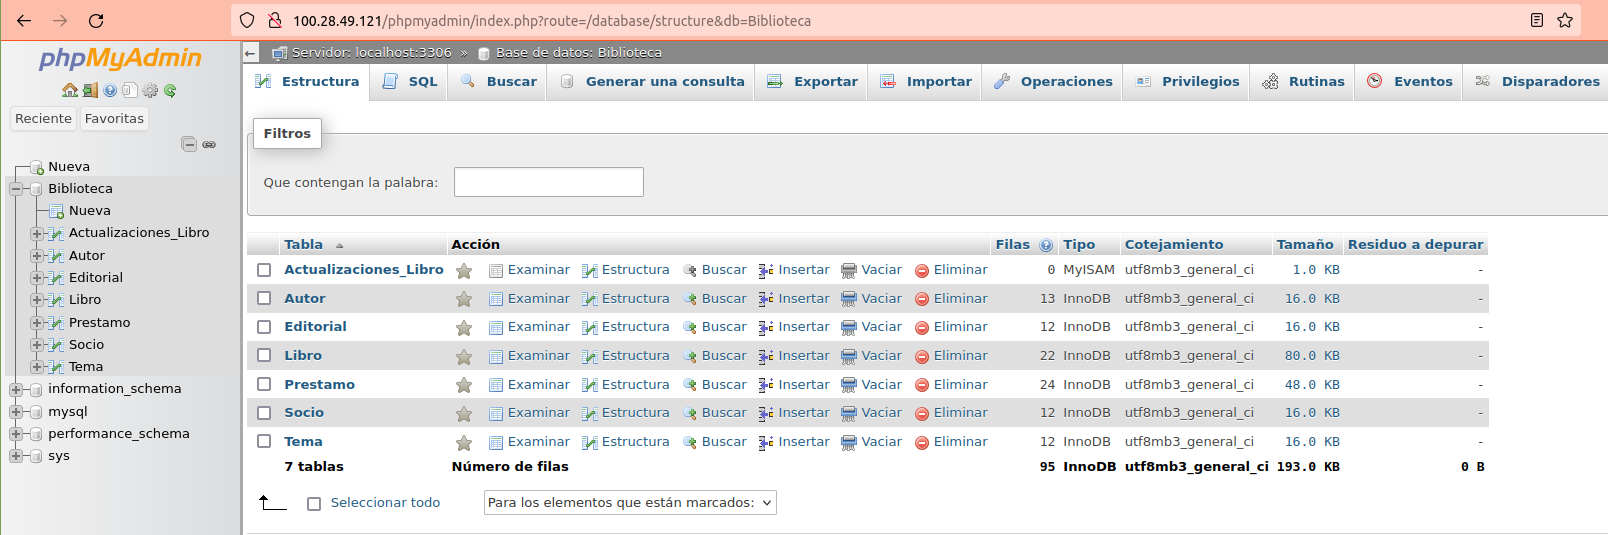 100.28.49.121/phpmyadmin/index.php?route=/database/structure&db=Biblioteca
phpMyAdmin
Reciente Favoritas
Nueva
Biblioteca
Nueva
Actualizaciones_Libro
Autor
Editorial
Libro
Prestamo
Socio
Tema
information_schema
mysql
performance_schema
sys
Servidor: localhost:3306 » Base de datos: Biblioteca
Estructura SQL Buscar Generar una consulta Exportar Importar Operaciones Privilegios Rutinas Eventos Disparadores
Filtros
Que contengan la palabra:
Tabla Acción Filas Tipo Cotejamiento Tamaño Residuo a depurar
Actualizaciones_Libro Examinar Estructura Buscar Insertar Vaciar Eliminar 0 MyISAM utf8mb3_general_ci 1.0 KB -
Autor Examinar Estructura Buscar Insertar Vaciar Eliminar 13 InnoDB utf8mb3_general_ci 16.0 KB -
Editorial Examinar Estructura Buscar Insertar Vaciar Eliminar 12 InnoDB utf8mb3_general_ci 16.0 KB -
Libro Examinar Estructura Buscar Insertar Vaciar Eliminar 22 InnoDB utf8mb3_general_ci 80.0 KB -
Prestamo Examinar Estructura Buscar Insertar Vaciar Eliminar 24 InnoDB utf8mb3_general_ci 48.0 KB -
Socio Examinar Estructura Buscar Insertar Vaciar Eliminar 12 InnoDB utf8mb3_general_ci 16.0 KB -
Tema Examinar Estructura Buscar Insertar Vaciar Eliminar 12 InnoDB utf8mb3_general_ci 16.0 KB -
7 tablas Número de filas 95 InnoDB utf8mb3_general_ci 193.0 KB 0 B
Seleccionar todo Para los elementos que están marcados: